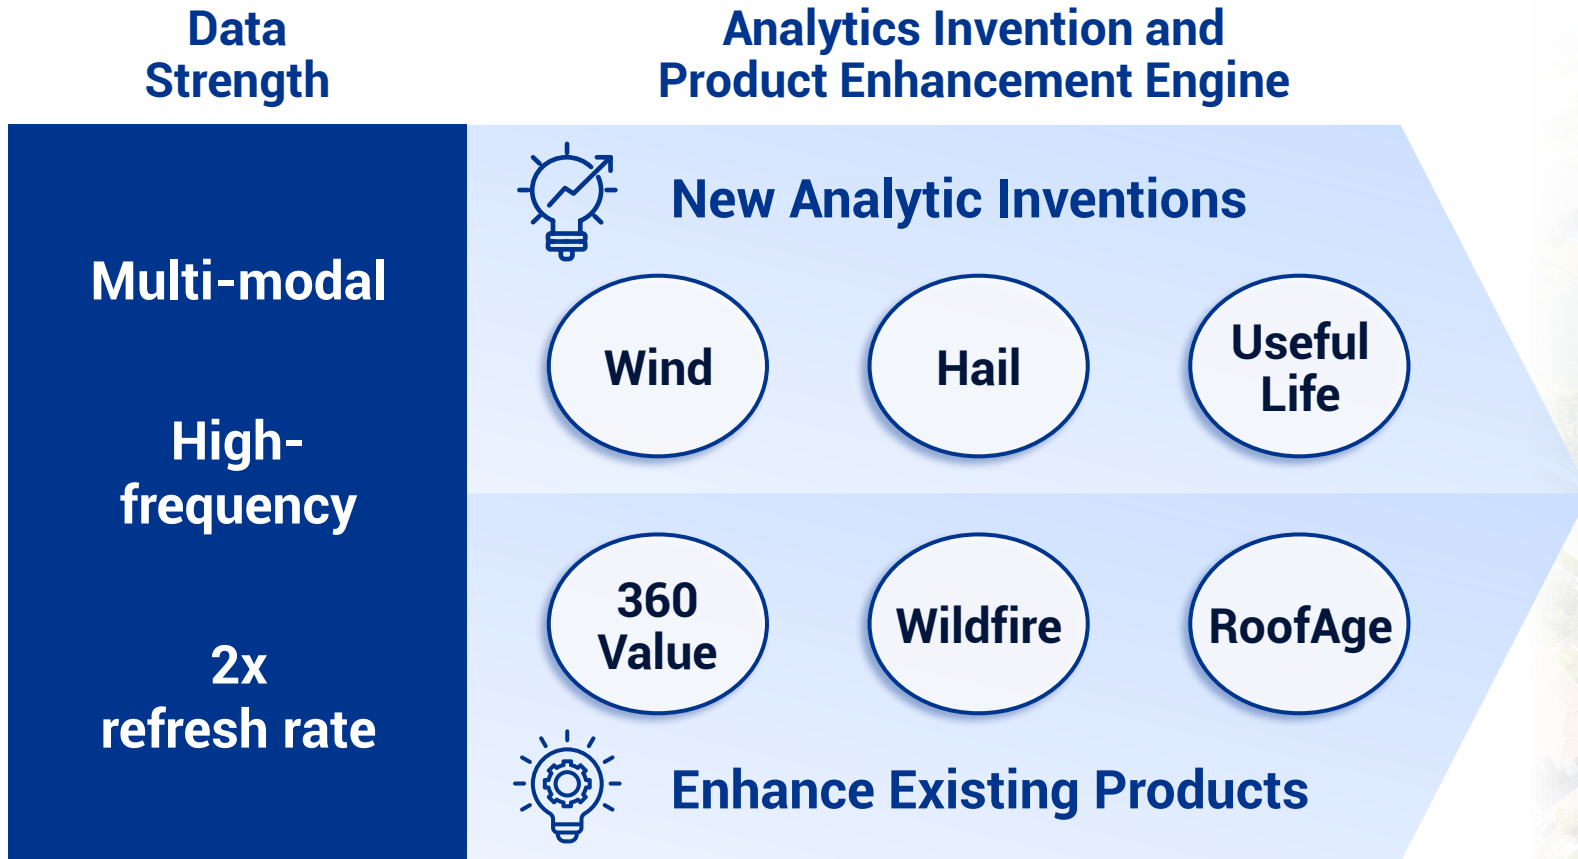 Data
Strength
Analytics Invention and
Product Enhancement Engine
Multi-modal
High-
frequency
2x
refresh rate
New Analytic Inventions
Wind
Hail
Useful
Life
360
Value
Wildfire
RoofAge
Enhance Existing Products